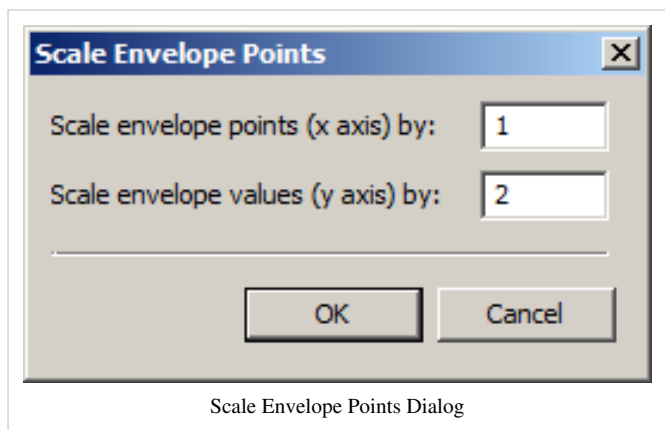 Scale Envelope Points
Scale envelope points (x axis) by: 1
Scale envelope values (y axis) by: 2
OK Cancel
Scale Envelope Points Dialog